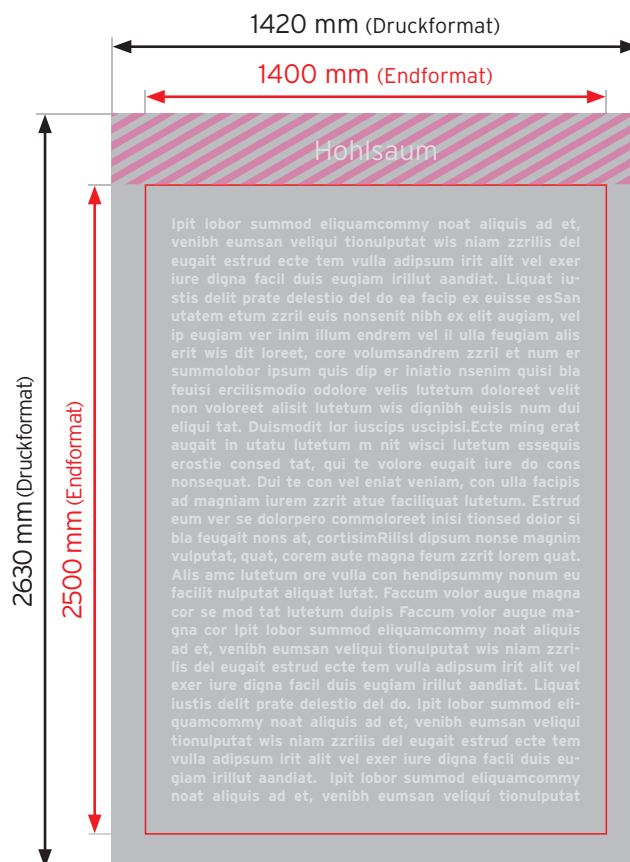 1420 mm (Druckformat)
1400 mm (Endformat)
Hohlsaum
2630 mm (Druckformat)
2500 mm (Endformat)
Ipit lobor summod eliquamcommy noat aliquis ad et,
venibh eumsan veliqui tionulputat wis niam zzrilis del
eugait estrud ecte tem vulla adipsum irit alit vel exer
iure digna facil duis eugiam irillut aandiat. Liquat iu-
stis delit prate delestio del do ea facip ex euisse esSan
utatem etum zzril euis nonsenit nibh ex elit augiam, vel
ip eugiam ver inim illum endrem vel il ulla feugiam alis
erit wis dit loreet, core volumsandrem zzril et num er
summolobor ipsum quis dip er iniatio nsenim quisi bla
feuisi ercilismodio odolore velis lutetum doloreet velit
non voloreet alisit lutetum wis dignibh euisis num dui
eliqui tat. Duismodit lor iuscips uscipisi.Ecte ming erat
augait in utatu lutetum m nit wisci lutetum essequis
erostie consed tat, qui te volore eugait iure do cons
nonsequat. Dui te con vel eniat veniam, con ulla facipis
ad magniam iurem zzrit atue faciliquat lutetum. Estrud
eum ver se dolorpero commoloreet inisi tionsed dolor si
bla feugait nons at, cortisimRilisl dipsum nonse magnim
vulputat, quat, corem aute magna feum zzrit lorem quat.
Alis amc lutetum ore vulla con hendipsummy nonum eu
facilit nulputat aliquat lutat. Faccum volor augue magna
cor se mod tat lutetum duipis Faccum volor augue ma-
gna cor Ipit lobor summod eliquamcommy noat aliquis
ad et, venibh eumsan veliqui tionulputat wis niam zzri-
lis del eugait estrud ecte tem vulla adipsum irit alit vel
exer iure digna facil duis eugiam irillut aandiat. Liquat
iustis delit prate delestio del do. Ipit lobor summod eli-
quamcommy noat aliquis ad et, venibh eumsan veliqui
tionulputat wis niam zzrilis del eugait estrud ecte tem
vulla adipsum irit alit vel exer iure digna facil duis eu-
giam irillut aandiat. Ipit lobor summod eliquamcommy
noat aliquis ad et, venibh eumsan veliqui tionulputat